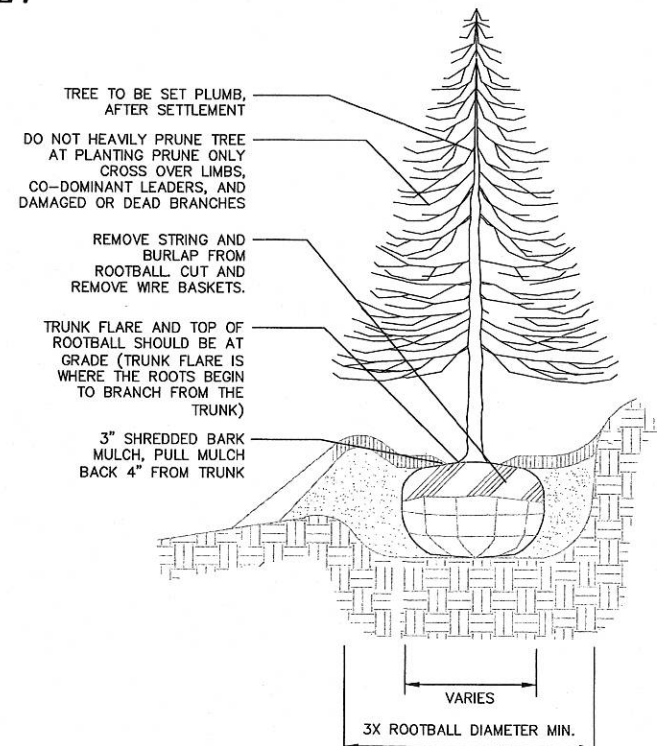 TREE TO BE SET PLUMB,
AFTER SETTLEMENT
DO NOT HEAVILY PRUNE TREE
AT PLANTING PRUNE ONLY
CROSS OVER LIMBS,
CO-DOMINANT LEADERS, AND
DAMAGED OR DEAD BRANCHES
REMOVE STRING AND
BURLAP FROM
ROOTBALL CUT AND
REMOVE WIRE BASKETS.
TRUNK FLARE AND TOP OF
ROOTBALL SHOULD BE AT
GRADE (TRUNK FLARE IS
WHERE THE ROOTS BEGIN
TO BRANCH FROM THE
TRUNK)
3" SHREDDED BARK
MULCH, PULL MULCH
BACK 4" FROM TRUNK
VARIES
3X ROOTBALL DIAMETER MIN.